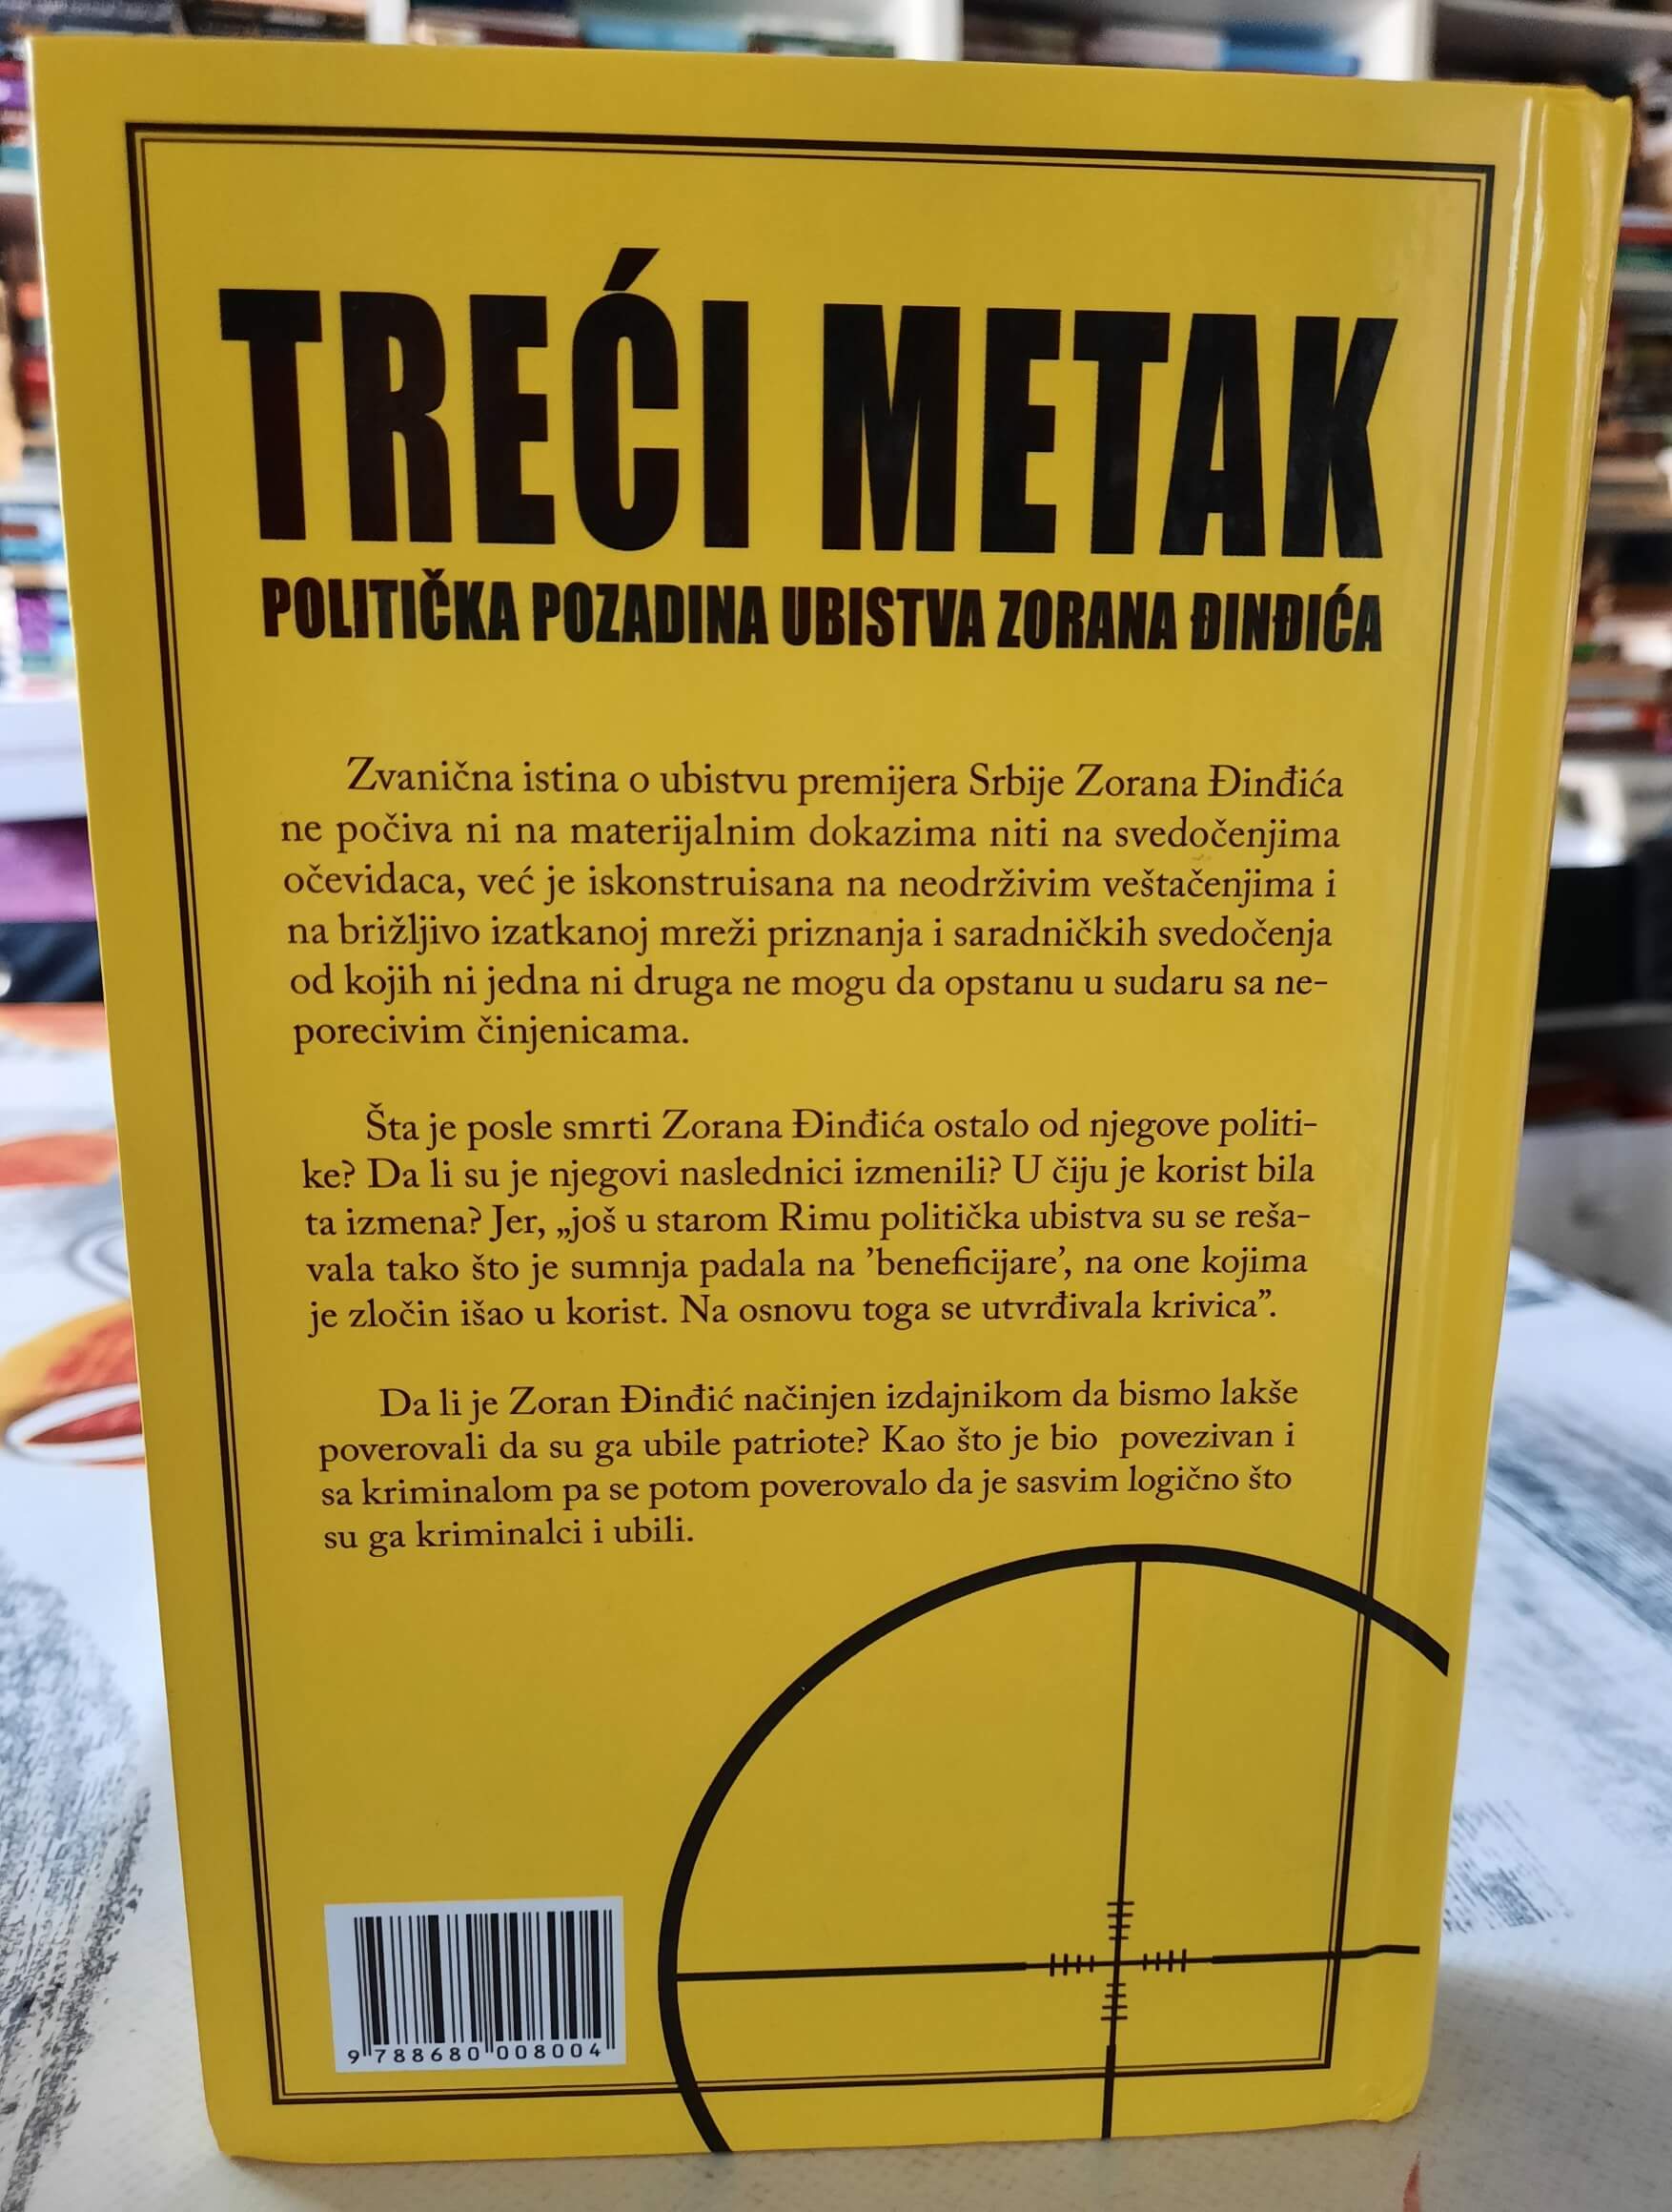 TREĆI METAK
POLITIČKA POZADINA UBISTVA ZORANA ĐINĐIĆA
Zvanična istina o ubistvu premijera Srbije Zorana Đinđića
ne počiva ni na materijalnim dokazima niti na svedočenjima
očevidaca, već je iskonstruisana na neodrživim veštačenjima i
na brižljivo izatkanoj mreži priznanja i saradničkih svedočenja
od kojih ni jedna ni druga ne mogu da opstanu u sudaru sa ne-
porecivim činjenicama.
Šta je posle smrti Zorana Đinđića ostalo od njegove politi-
ke? Da li su je njegovi naslednici izmenili? U čiju je korist bila
ta izmena? Jer, „još u starom Rimu politička ubistva su se reša-
vala tako što je sumnja padala na ’beneficijare’, na one kojima
je zločin išao u korist. Na osnovu toga se utvrđivala krivica”.
Da li je Zoran Đinđić načinjen izdajnikom da bismo lakše
poverovali da su ga ubile patriote? Kao što je bio povezivan i
sa kriminalom pa se potom poverovalo da je sasvim logično što
su ga kriminalci i ubili.
9 788680 008004